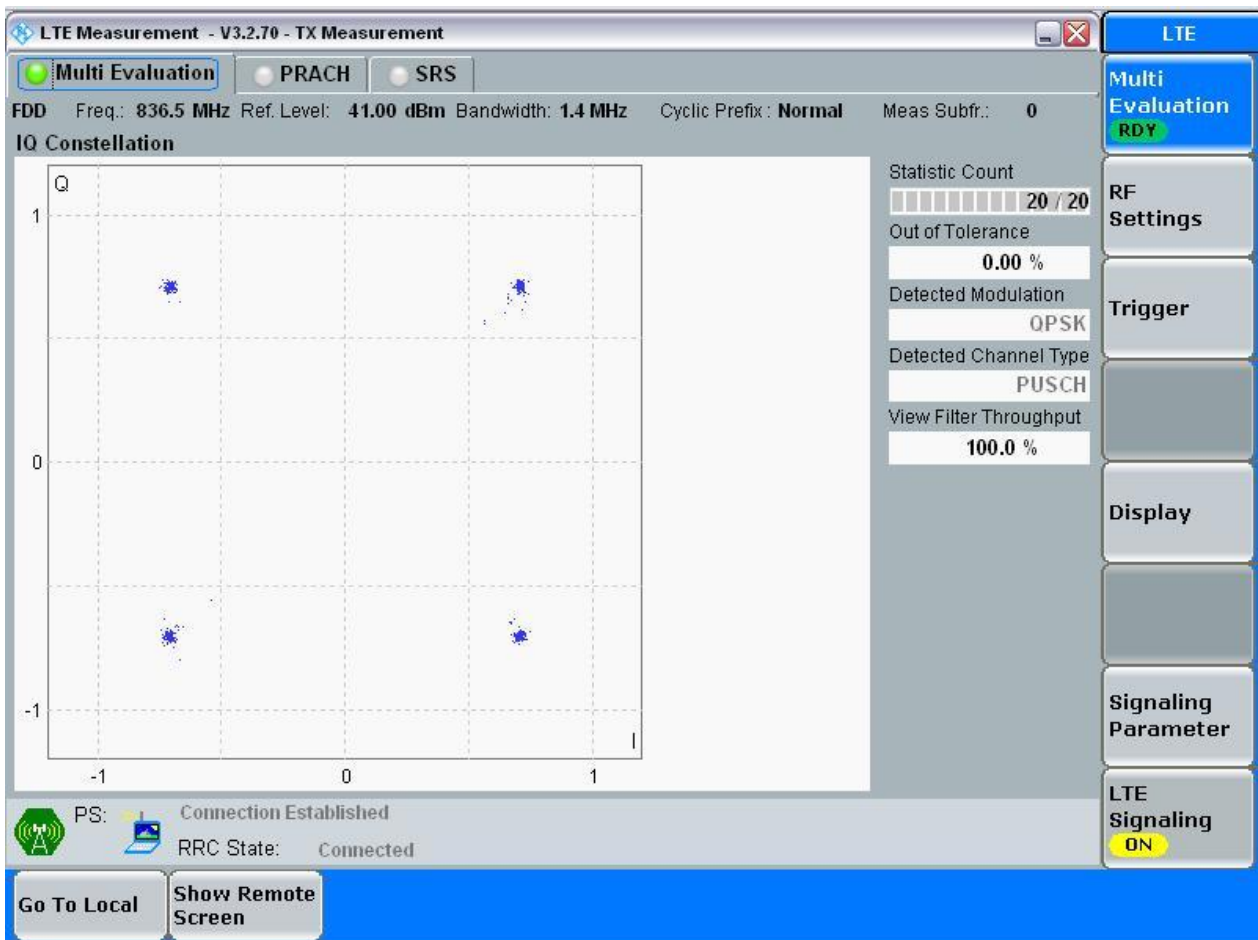 LTE Measurement - V3.2.70 - TX Measurement
LTE
Multi Evaluation PRACH SRS
Multi Evaluation RDY
FDD Freq.: 836.5 MHz Ref. Level: 41.00 dBm Bandwidth: 1.4 MHz Cyclic Prefix : Normal Meas Subfr.: 0
IQ Constellation
Q
1
0
-1
I
-1 0 1
Statistic Count
20 / 20
Out of Tolerance
0.00 %
Detected Modulation
QPSK
Detected Channel Type
PUSCH
View Filter Throughput
100.0 %
RF
Settings
Trigger
Display
Signaling
Parameter
LTE
Signaling
ON
PS: Connection Established
RRC State: Connected
Go To Local
Show Remote
Screen